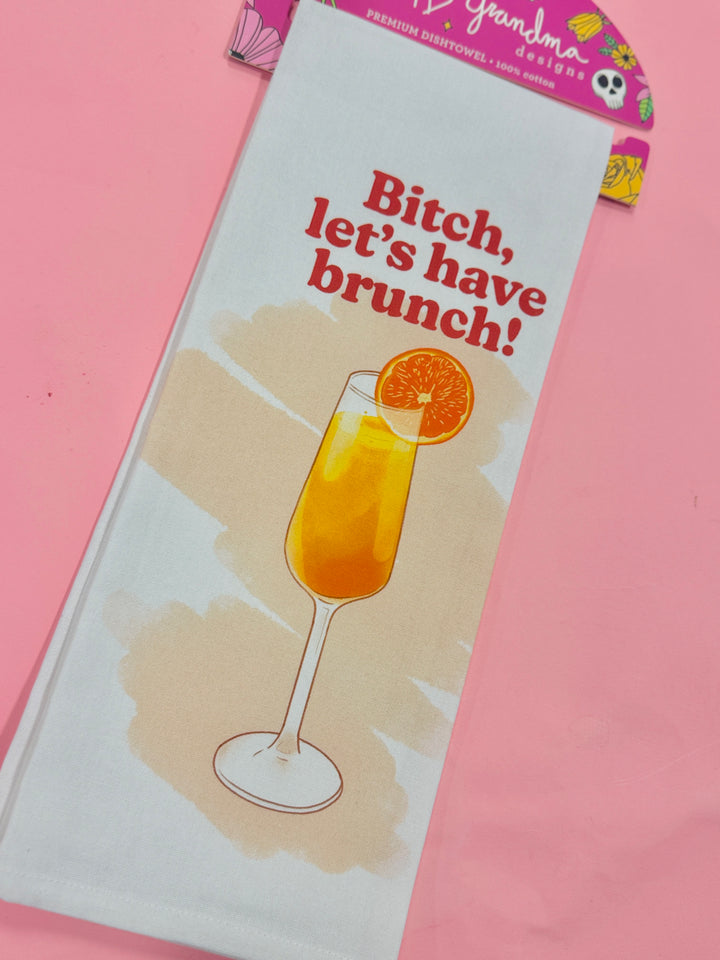 grandma
designs
PREMIUM DISHTOWEL • 100% cotton
Bitch,
let's have
brunch!